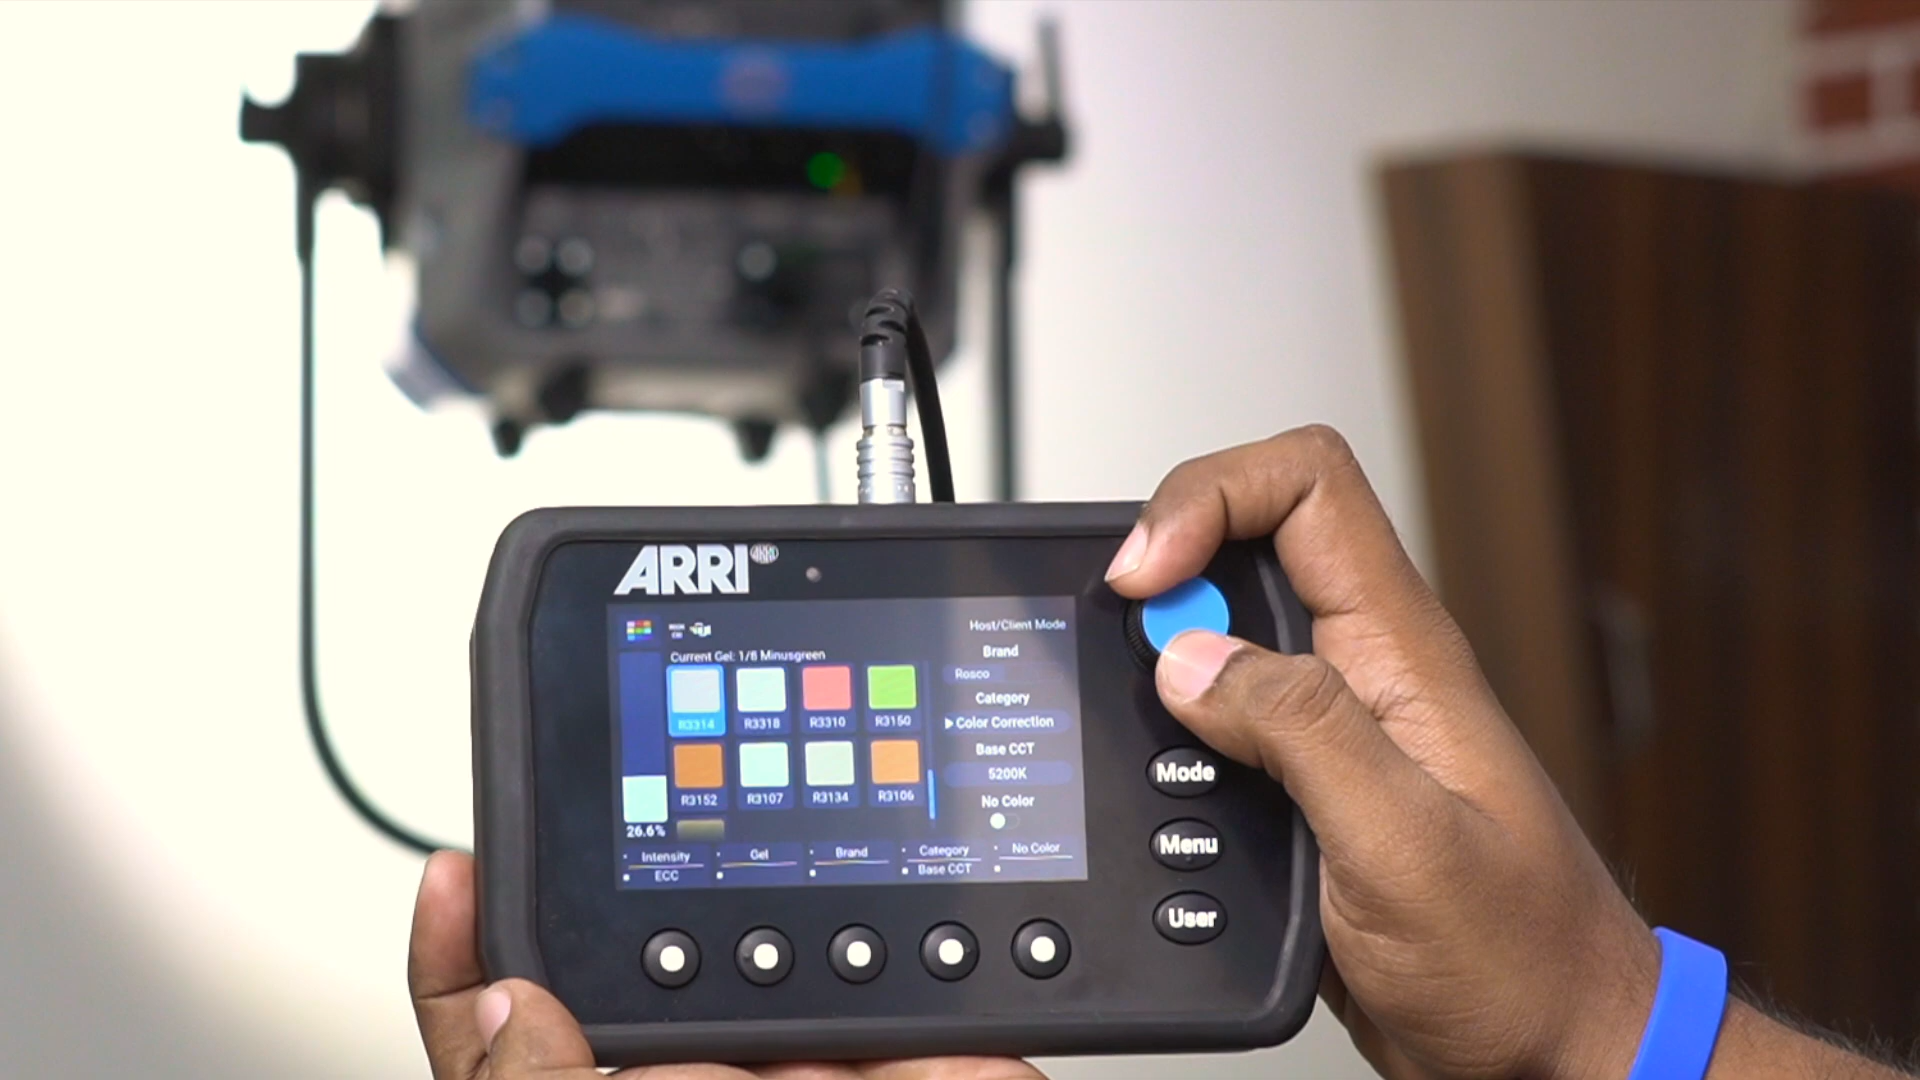 ARRI
Host/Client Mode
Current Gel: 1/8 Minusgreen
R3314
R3318
R3310
R3150
R3152
R3107
R3134
R3106
26.6%
Brand
Rosco
Category
Color Correction
Base CCT
5200K
No Color
Intensity
ECC
Gel
Brand
Category
Base CCT
No Color
Mode
Menu
User